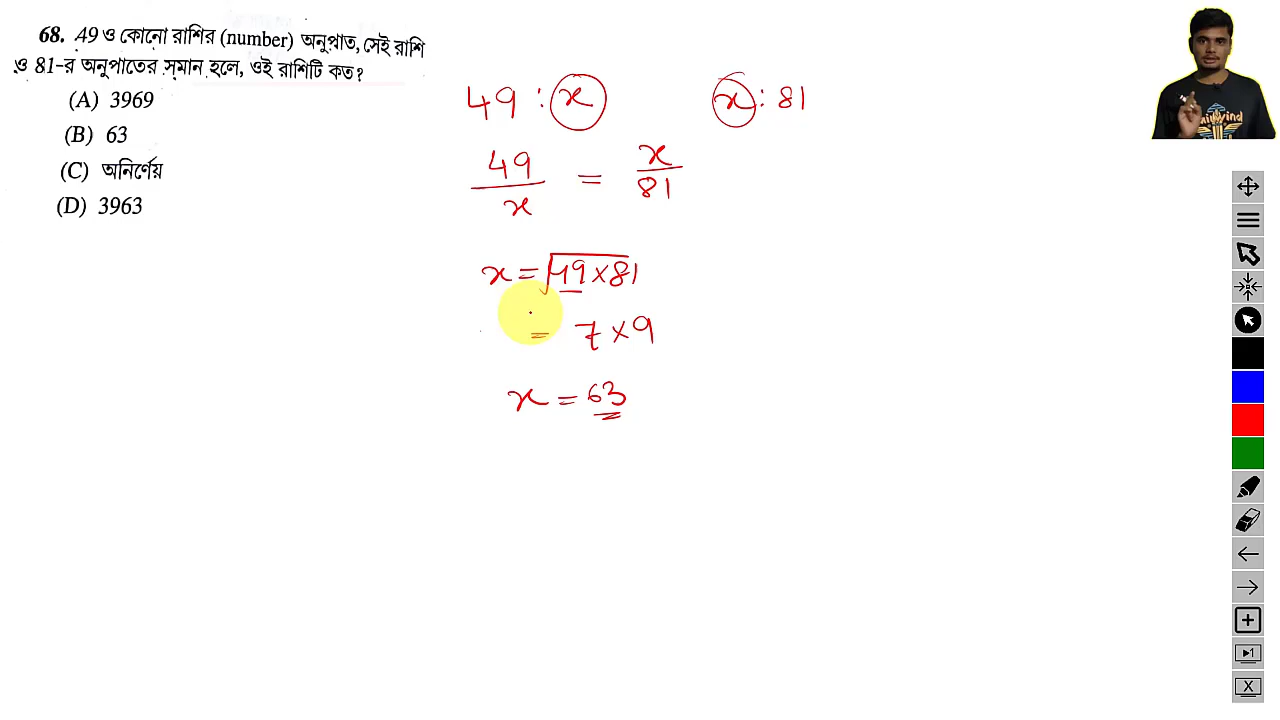 68. 49 ও কোনো রাশির (number) অনুপাত, সেই রাশি
ও 81-র অনুপাতের সমান হলে, ওই রাশিটি কত?
(A) 3969
(B) 63
(C) অনির্ণেয়
(D) 3963
49 : x
x : 81
49/x = x/81
x = √49×81
= 7×9
x = 63